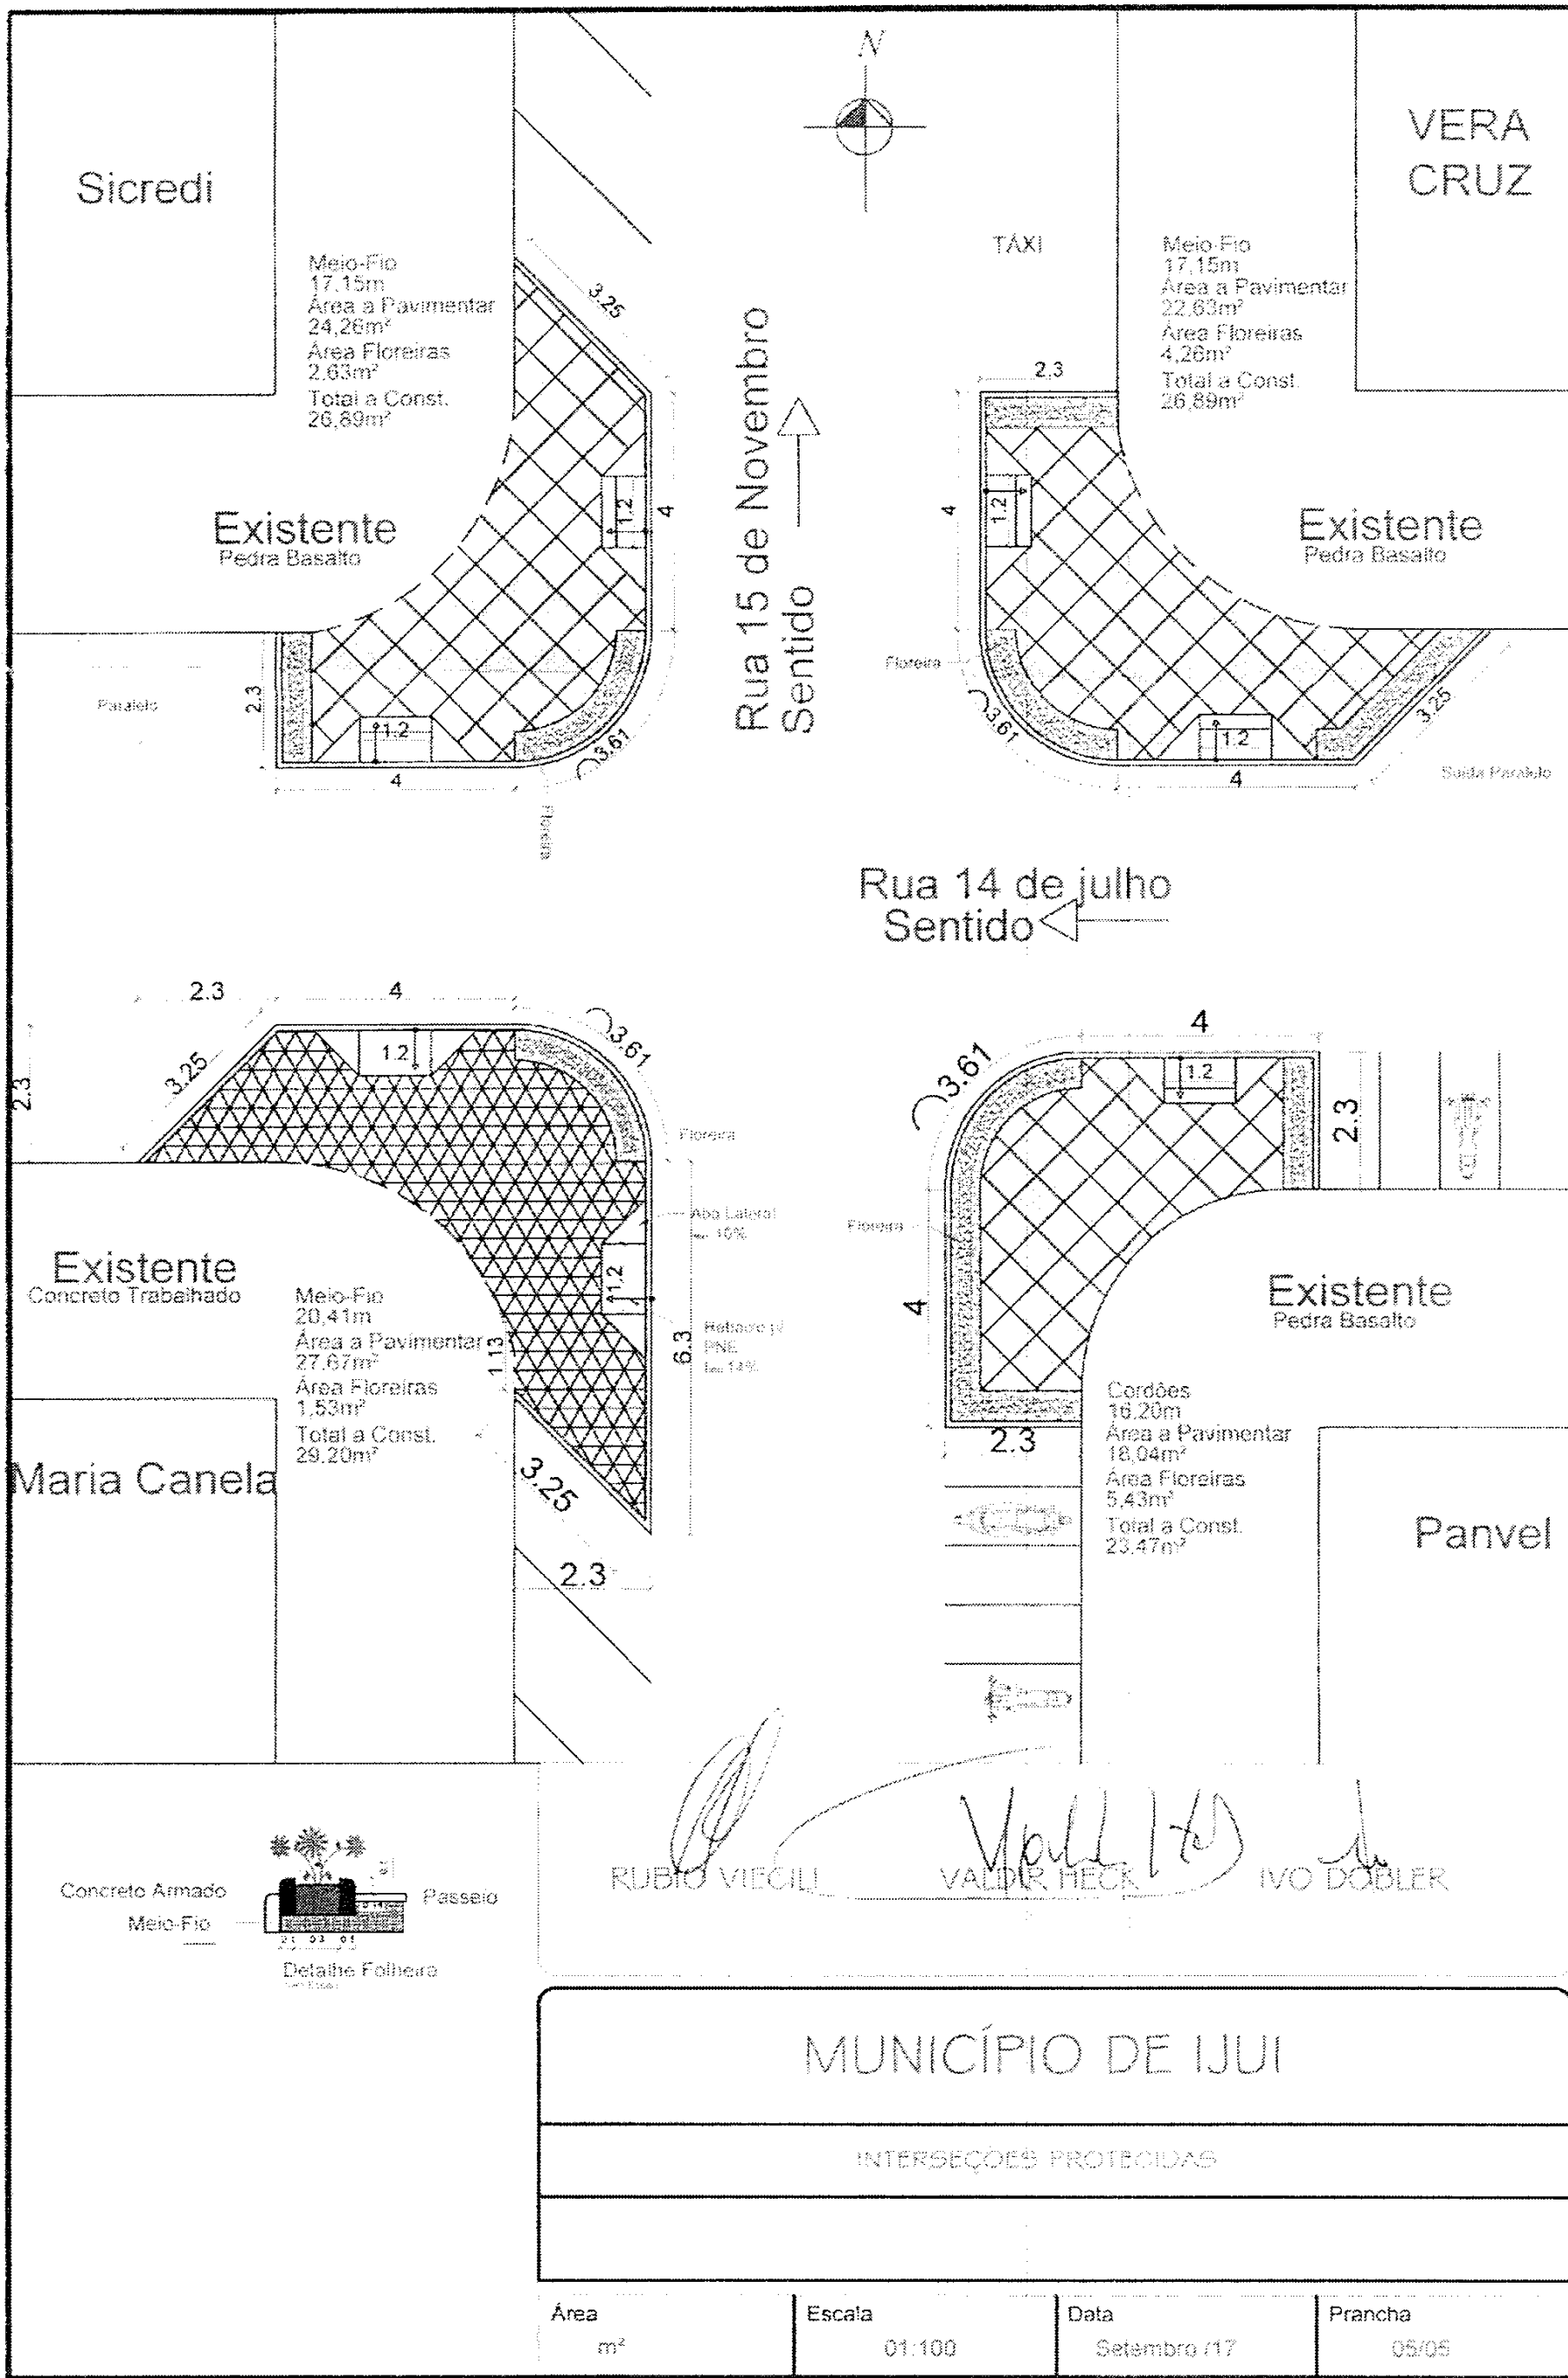 N
Sicredi
VERA
CRUZ
TÁXI
Meio-Fio
17,15m
Área a Pavimentar
24,26m²
Área Floreiras
2,63m²
Total a Const.
26,89m²
3.25
4
1.2
Existente
Pedra Basalto
Paralelo
2.3
1.2
4
3.61
Floreira
Rua 15 de Novembro
Sentido
Meio-Fio
17,15m
Área a Pavimentar
22,63m²
Área Floreiras
4,26m²
Total a Const.
26,89m²
2.3
4
1.2
Existente
Pedra Basalto
Floreira
3.61
1.2
4
3.25
Saída Paralelo
Rua 14 de julho
Sentido
2.3
4
3.61
2.3
3.25
1.2
Floreira
Aba Lateral
10%
Existente
Concreto Trabalhado
1.2
Rebaixo p/
PNE
14%
6.3
1.13
Meio-Fio
20,41m
Área a Pavimentar
27,67m²
Área Floreiras
1,53m²
Total a Const.
29,20m²
Maria Canela
3.25
2.3
4
3.61
1.2
2.3
Floreira
4
Existente
Pedra Basalto
2.3
Cordões
16,20m
Área a Pavimentar
18,04m²
Área Floreiras
5,43m²
Total a Const.
23,47m²
Panvel
RUBIO VIECILI
VALDIR HECK
IVO DOBLER
Concreto Armado
Meio-Fio
Passeio
Detalhe Folheira
MUNICÍPIO DE IJUI
INTERSEÇÕES PROTEGIDAS
Área
m²
Escala
01:100
Data
Setembro /17
Prancha
05/05